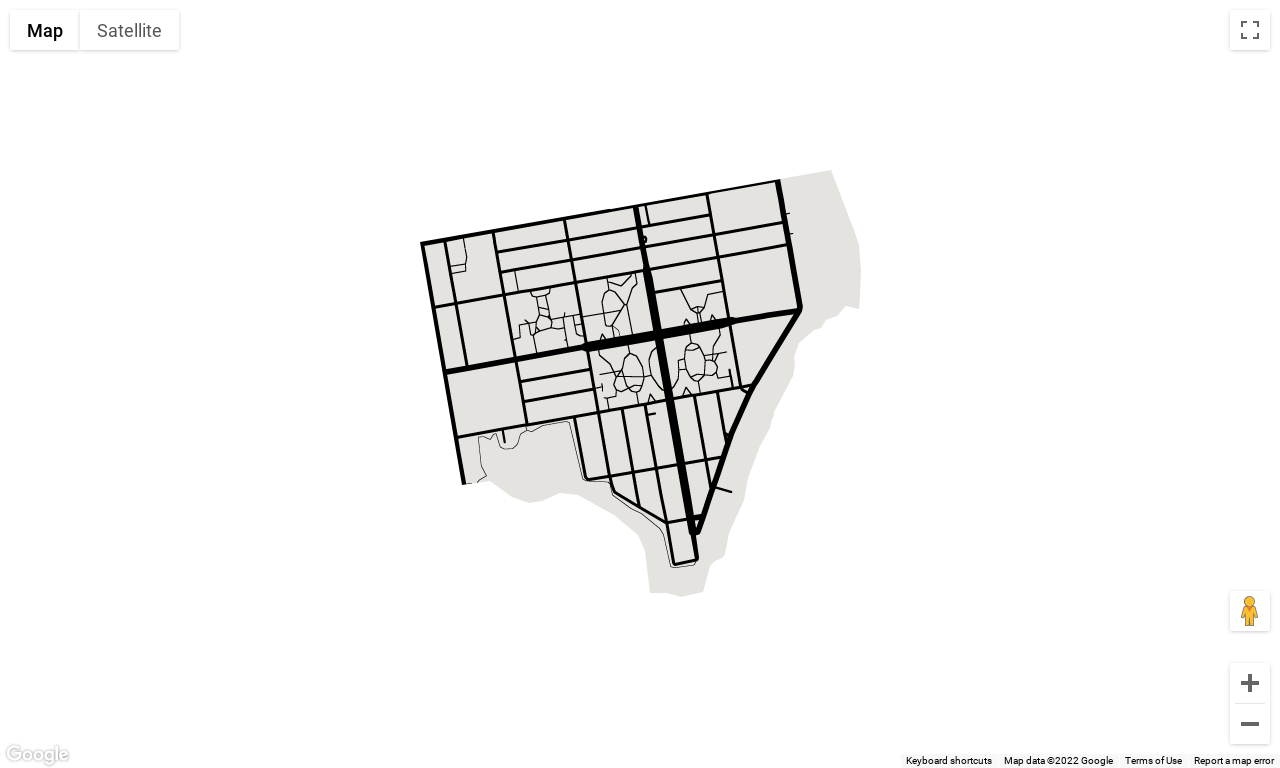 Map Satellite
Google
Keyboard shortcuts Map data ©2022 Google Terms of Use Report a map error